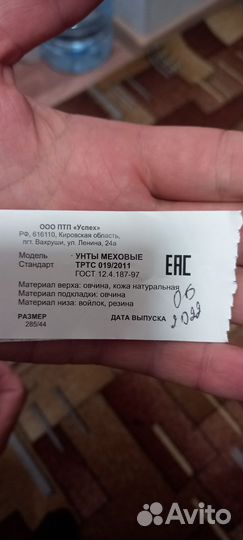 ООО ПТП «Успех»
РФ, 616110, Кировская область,
пгт. Вахруши, ул. Ленина, 24а
Модель УНТЫ МЕХОВЫЕ
Стандарт ТРТС 019/2011
ГОСТ 12.4.187-97
EAC
Материал верха: овчина, кожа натуральная
Материал подкладки: овчина
Материал низа: войлок, резина
РАЗМЕР ДАТА ВЫПУСКА
285/44
06
2022
Avito